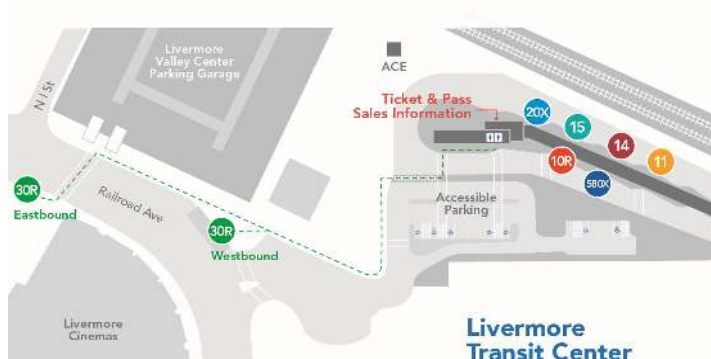 N I St
Livermore
Valley Center
Parking Garage
ACE
Ticket & Pass
Sales Information
20X
15
14
11
10R
580X
30R
Eastbound
Railroad Ave
30R
Westbound
Accessible
Parking
Livermore
Cinemas
Livermore
Transit Center